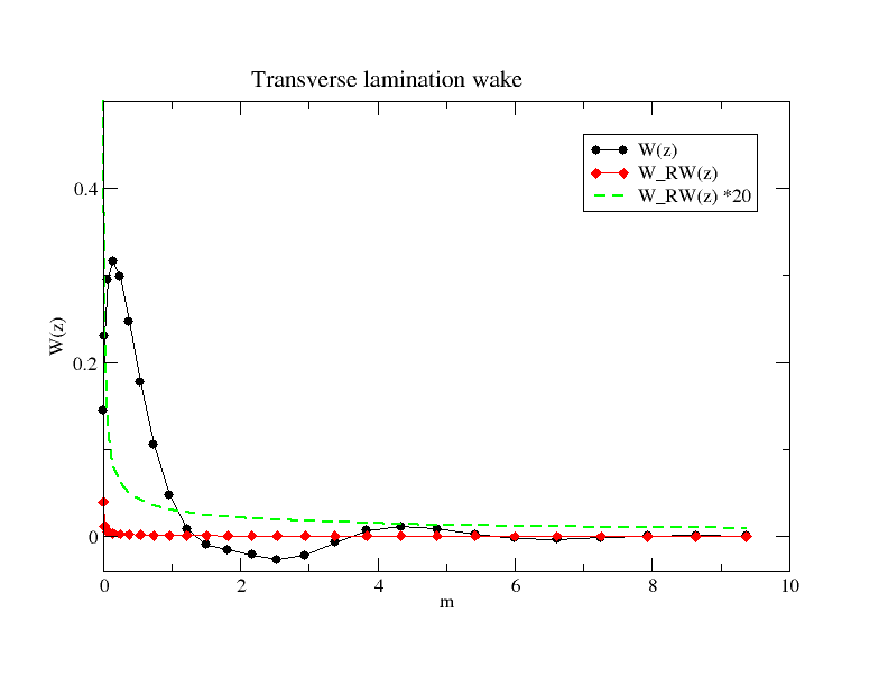 Transverse lamination wake
W(z)
W_RW(z)
W_RW(z) *20
0.4
0.2
0
W(z)
0 2 4 6 8 10
m